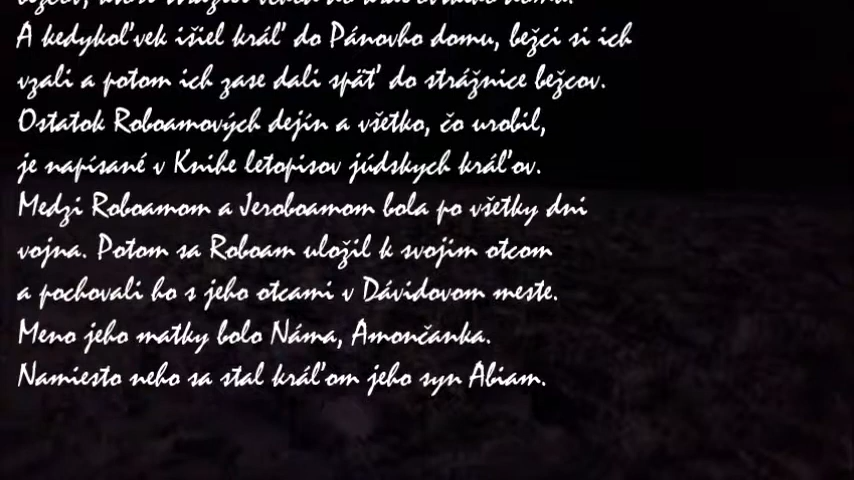 A kedykoľvek išiel kráľ do Pánovho domu, bežci si ich
vzali a potom ich zase dali späť do strážnice bežcov.
Ostatok Roboamových dejín a všetko, čo urobil,
je napísané v Knihe letopisov júdskych kráľov.
Medzi Roboamom a Jeroboamom bola po všetky dni
vojna. Potom sa Roboam uložil k svojim otcom
a pochovali ho s jeho otcami v Dávidovom meste.
Meno jeho matky bolo Náma, Amončanka.
Namiesto neho sa stal kráľom jeho syn Abiam.